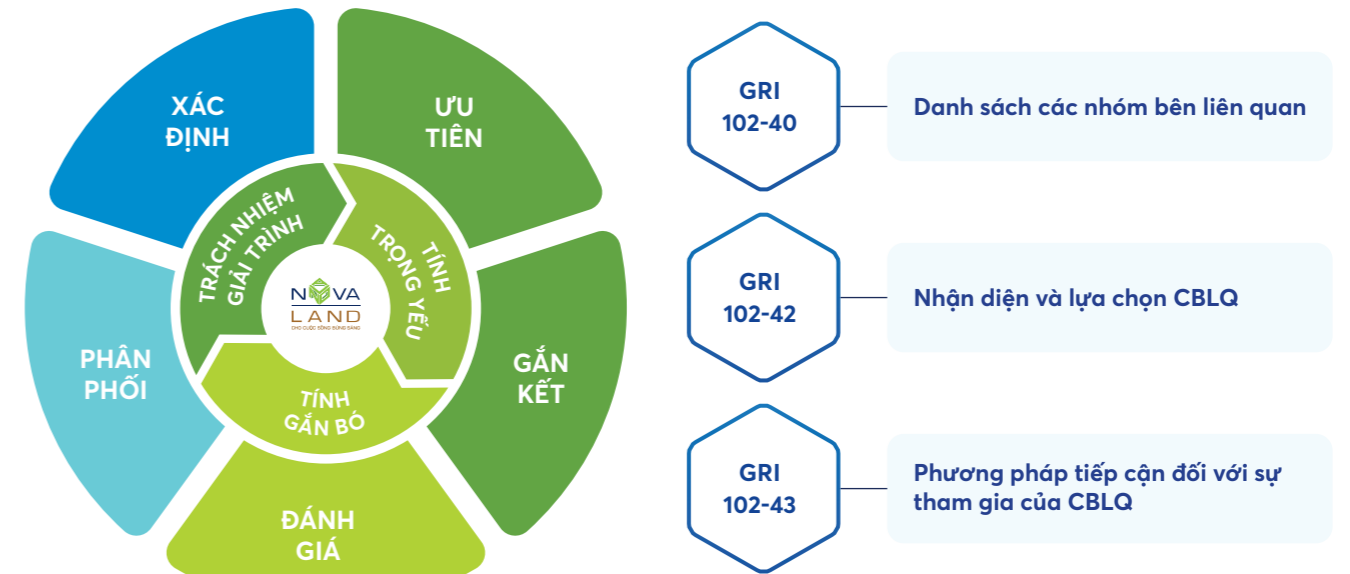 XÁC
ĐỊNH
ƯU
TIÊN
GẮN
KẾT
ĐÁNH
GIÁ
PHÂN
PHỐI
TRÁCH NHIỆM
GIẢI TRÌNH
TÍNH
TRỌNG YẾU
TÍNH
GẮN BÓ
NOVA
LAND
GRI
102-40
Danh sách các nhóm bên liên quan
GRI
102-42
Nhận diện và lựa chọn CBLQ
GRI
102-43
Phương pháp tiếp cận đối với sự
tham gia của CBLQ